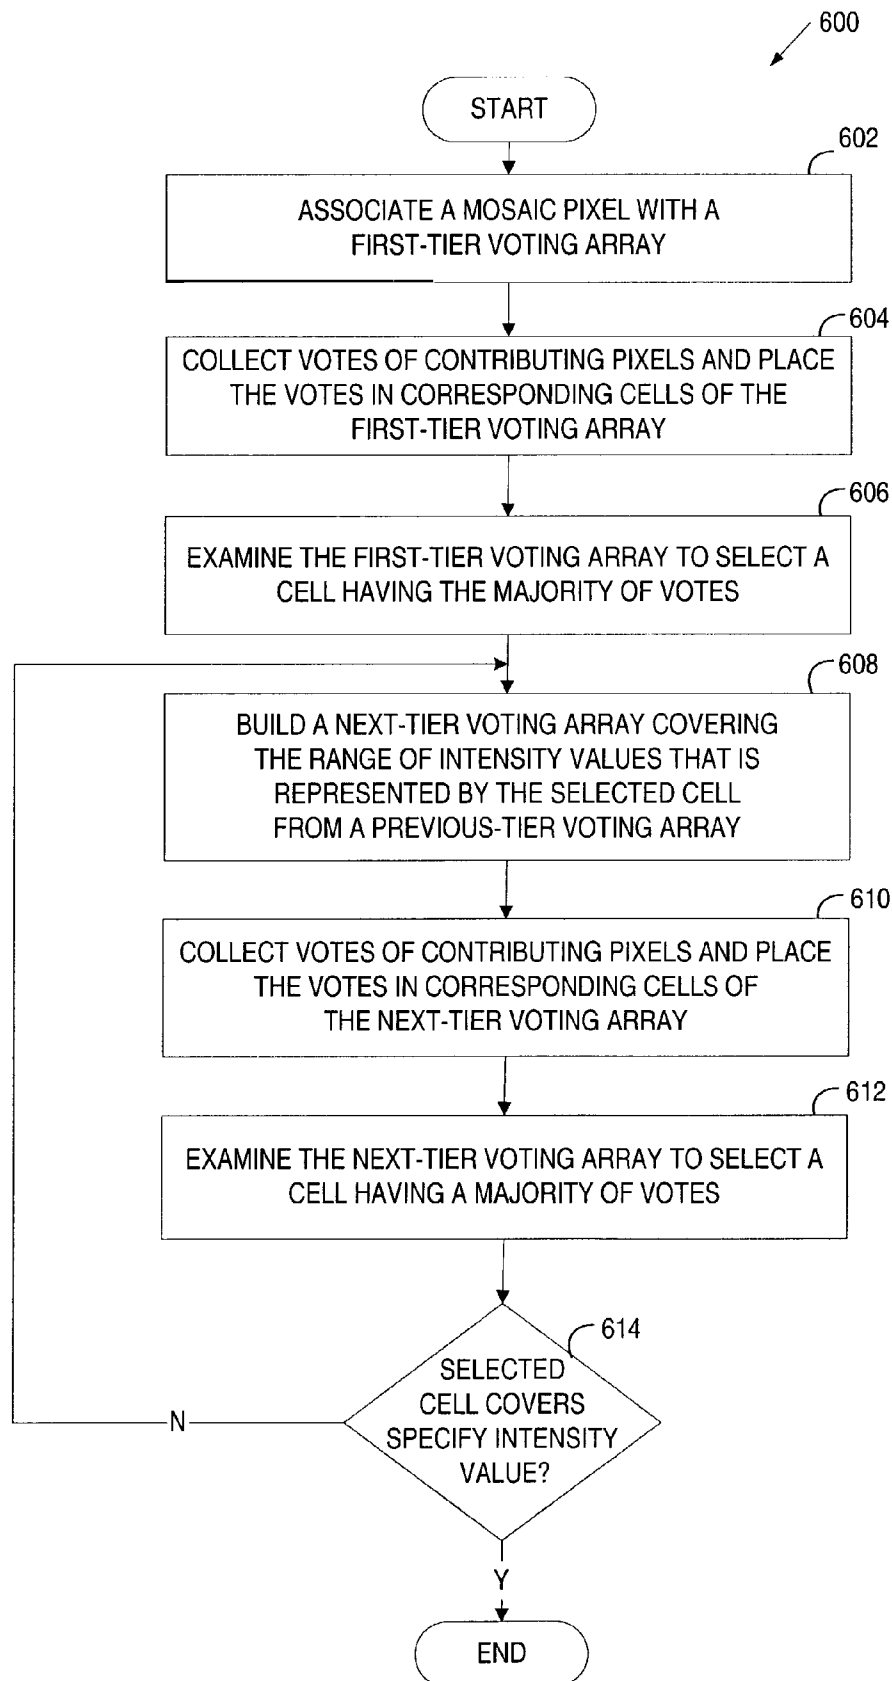 600
START
602
ASSOCIATE A MOSAIC PIXEL WITH A
FIRST-TIER VOTING ARRAY
604
COLLECT VOTES OF CONTRIBUTING PIXELS AND PLACE
THE VOTES IN CORRESPONDING CELLS OF THE
FIRST-TIER VOTING ARRAY
606
EXAMINE THE FIRST-TIER VOTING ARRAY TO SELECT A
CELL HAVING THE MAJORITY OF VOTES
608
BUILD A NEXT-TIER VOTING ARRAY COVERING
THE RANGE OF INTENSITY VALUES THAT IS
REPRESENTED BY THE SELECTED CELL
FROM A PREVIOUS-TIER VOTING ARRAY
610
COLLECT VOTES OF CONTRIBUTING PIXELS AND PLACE
THE VOTES IN CORRESPONDING CELLS OF
THE NEXT-TIER VOTING ARRAY
612
EXAMINE THE NEXT-TIER VOTING ARRAY TO SELECT A
CELL HAVING A MAJORITY OF VOTES
614
SELECTED
CELL COVERS
SPECIFY INTENSITY
VALUE?
N
Y
END